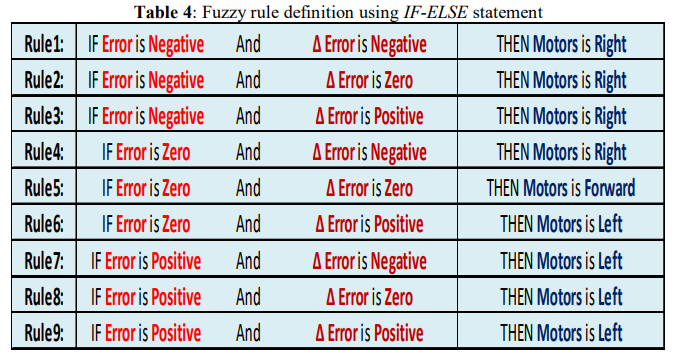 Table 4: Fuzzy rule definition using IF-ELSE statement
Rule1: IF Error is Negative And Δ Error is Negative THEN Motors is Right
Rule2: IF Error is Negative And Δ Error is Zero THEN Motors is Right
Rule3: IF Error is Negative And Δ Error is Positive THEN Motors is Right
Rule4: IF Error is Zero And Δ Error is Negative THEN Motors is Right
Rule5: IF Error is Zero And Δ Error is Zero THEN Motors is Forward
Rule6: IF Error is Zero And Δ Error is Positive THEN Motors is Left
Rule7: IF Error is Positive And Δ Error is Negative THEN Motors is Left
Rule8: IF Error is Positive And Δ Error is Zero THEN Motors is Left
Rule9: IF Error is Positive And Δ Error is Positive THEN Motors is Left